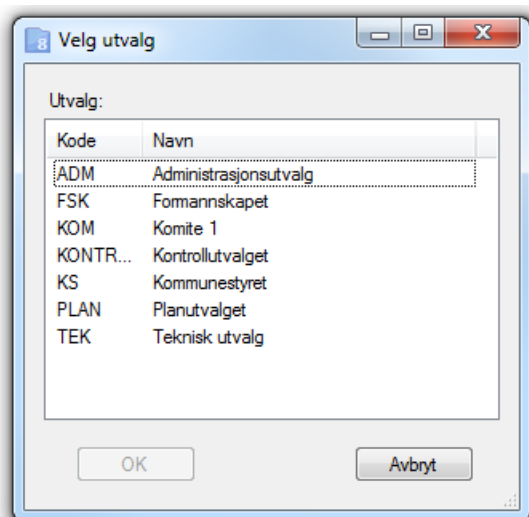 8 Velg utvalg
Utvalg:
Kode Navn
ADM Administrasjonsutvalg
FSK Formannskapet
KOM Komite 1
KONTR... Kontrollutvalget
KS Kommunestyret
PLAN Planutvalget
TEK Teknisk utvalg
OK Avbryt